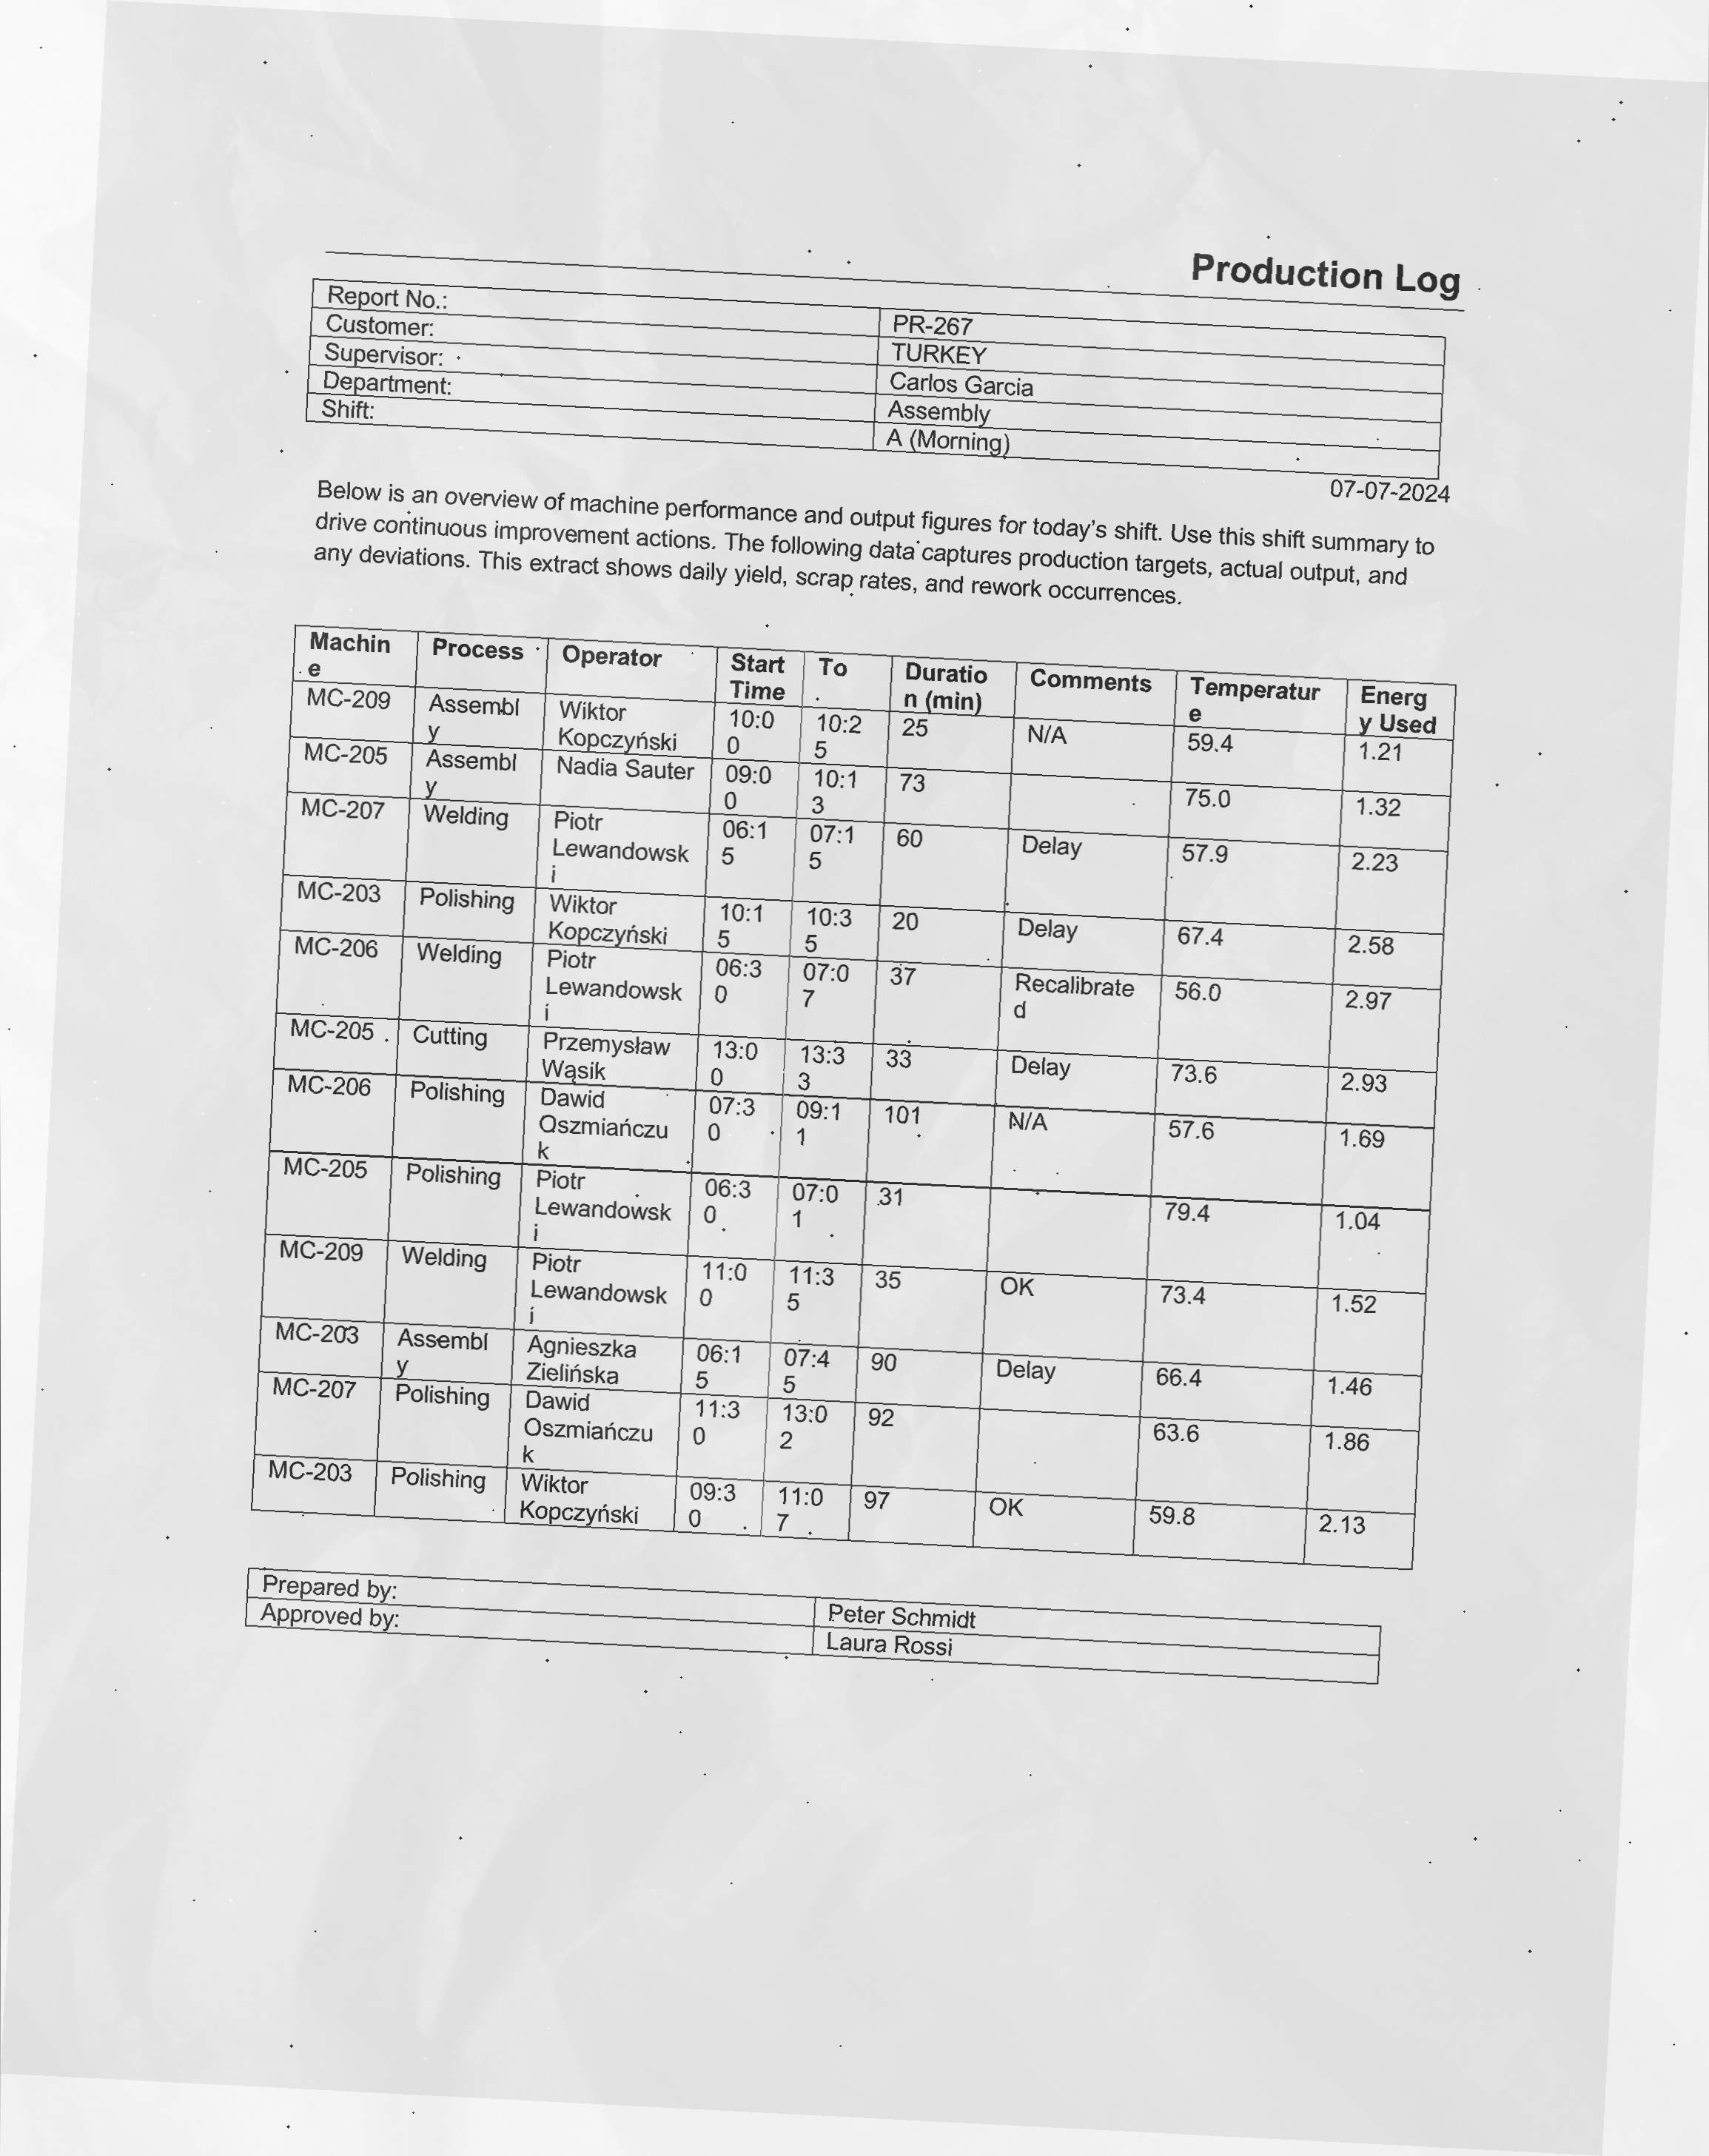 Production Log
Report No.: PR-267
Customer: TURKEY
Supervisor: Carlos Garcia
Department: Assembly
Shift: A (Morning)
07-07-2024
Below is an overview of machine performance and output figures for today's shift. Use this shift summary to
drive continuous improvement actions. The following data captures production targets, actual output, and
any deviations. This extract shows daily yield, scrap rates, and rework occurrences.
Machine Process Operator Start Time To Duration (min) Comments Temperature Energy Used
MC-209 Assembly Wiktor Kopczyński 10:00 10:25 25 N/A 59.4 1.21
MC-205 Assembly Nadia Sauter 09:00 10:13 73 75.0 1.32
MC-207 Welding Piotr Lewandowski 06:15 07:15 60 Delay 57.9 2.23
MC-203 Polishing Wiktor Kopczyński 10:15 10:35 20 Delay 67.4 2.58
MC-206 Welding Piotr Lewandowski 06:30 07:07 37 Recalibrated 56.0 2.97
MC-205 Cutting Przemysław Wąsik 13:00 13:33 33 Delay 73.6 2.93
MC-206 Polishing Dawid Oszmiańczuk 07:30 09:11 101 N/A 57.6 1.69
MC-205 Polishing Piotr Lewandowski 06:30 07:01 31 79.4 1.04
MC-209 Welding Piotr Lewandowski 11:00 11:35 35 OK 73.4 1.52
MC-203 Assembly Agnieszka Zielińska 06:15 07:45 90 Delay 66.4 1.46
MC-207 Polishing Dawid Oszmiańczuk 11:30 13:02 92 63.6 1.86
MC-203 Polishing Wiktor Kopczyński 09:30 11:07 97 OK 59.8 2.13
Prepared by: Peter Schmidt
Approved by: Laura Rossi